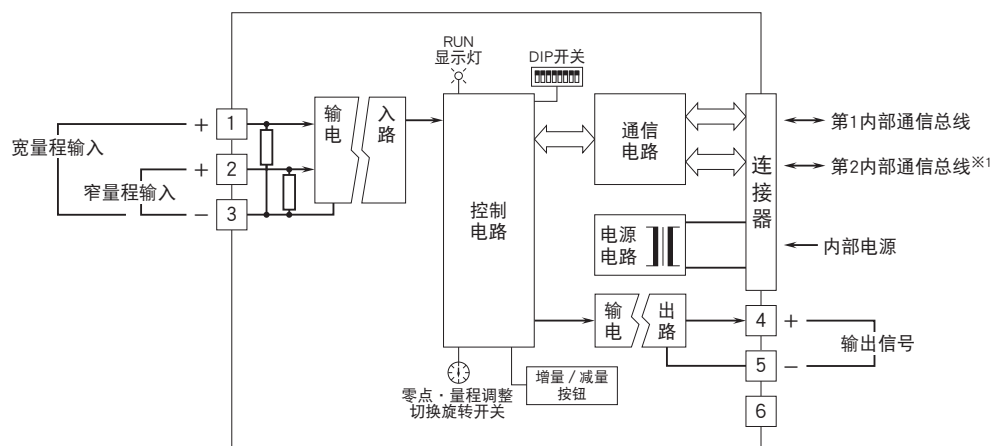 RUN
显示灯
DIP开关
宽量程输入
+
1
输 入
电 路
通信
电路
第1内部通信总线
+
2
第2内部通信总线※1
窄量程输入
−
3
连
接
器
控制
电路
电源
电路
内部电源
输 出
电 路
4
+
输出信号
5
−
6
零点・量程调整
切换旋转开关
增量/减量
按钮